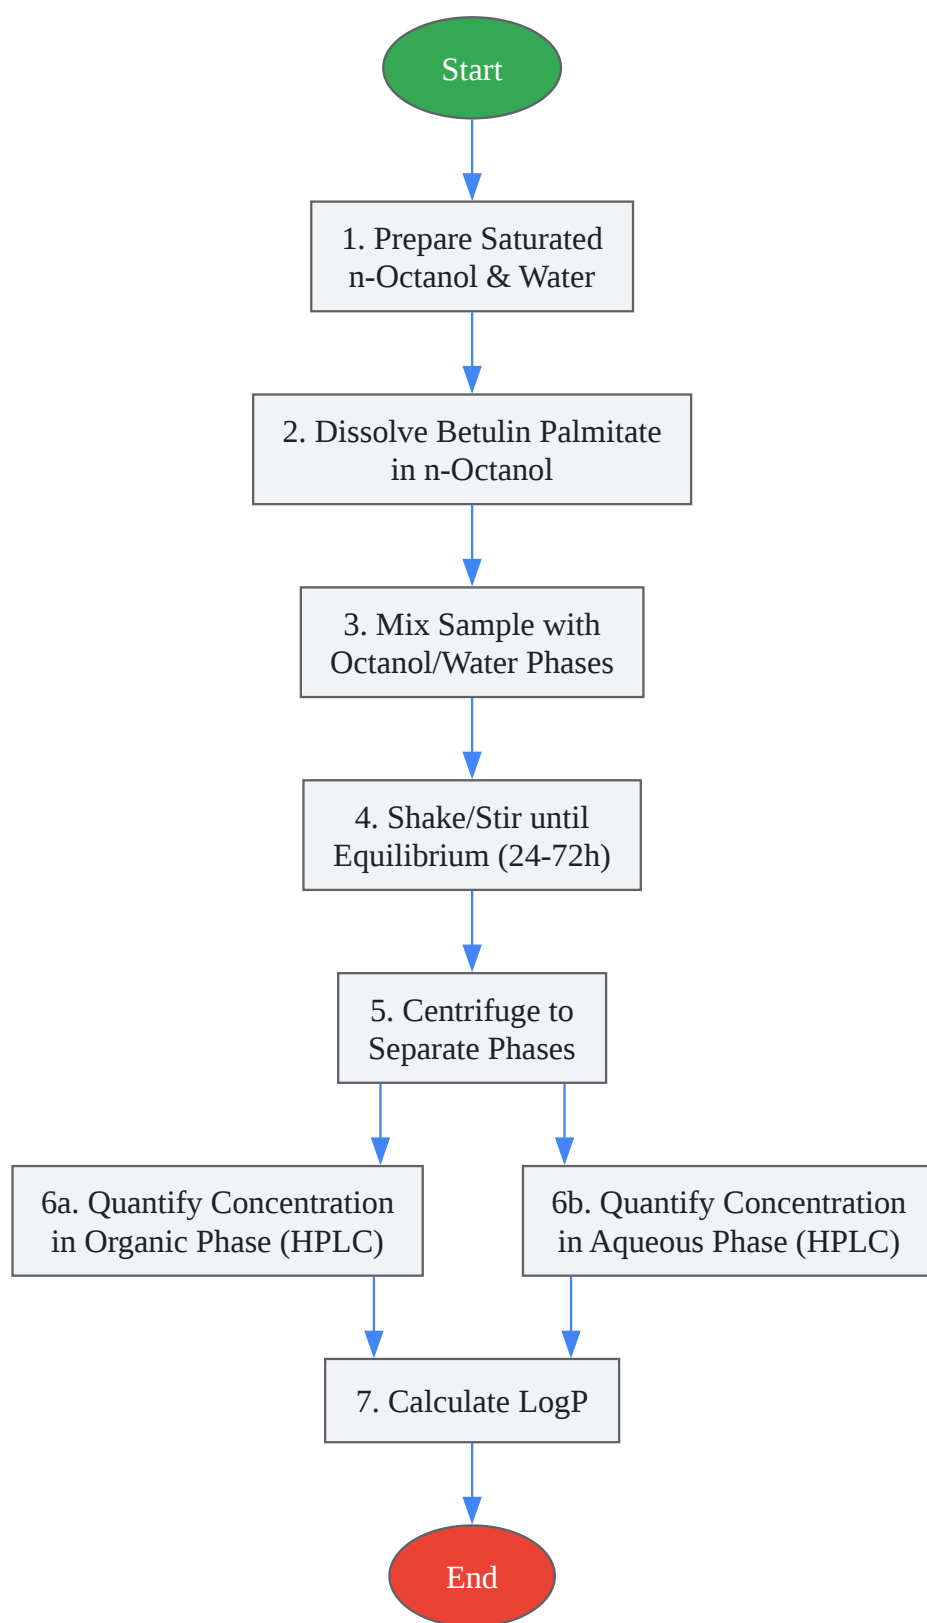 Start
1. Prepare Saturated
n-Octanol & Water
2. Dissolve Betulin Palmitate
in n-Octanol
3. Mix Sample with
Octanol/Water Phases
4. Shake/Stir until
Equilibrium (24-72h)
5. Centrifuge to
Separate Phases
6a. Quantify Concentration
in Organic Phase (HPLC)
6b. Quantify Concentration
in Aqueous Phase (HPLC)
7. Calculate LogP
End